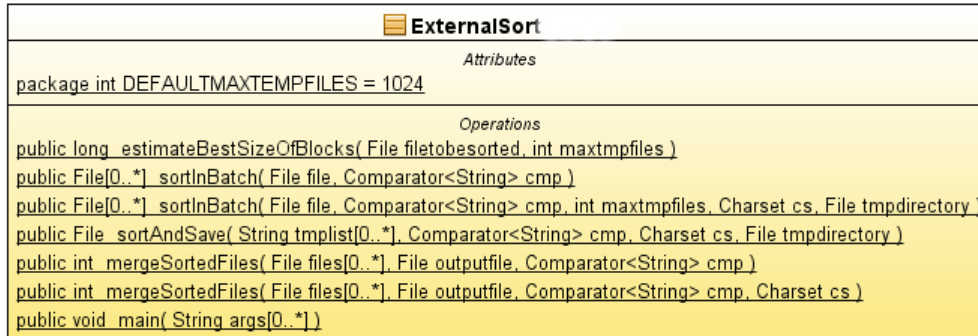 ExternalSort
Attributes
package int DEFAULTMAXTEMPFILES = 1024
Operations
public long estimateBestSizeOfBlocks( File filetobesorted, int maxtmpfiles )
public File[0..*] sortInBatch( File file, Comparator<String> cmp )
public File[0..*] sortInBatch( File file, Comparator<String> cmp, int maxtmpfiles, Charset cs, File tmpdirectory )
public File sortAndSave( String tmplist[0..*], Comparator<String> cmp, Charset cs, File tmpdirectory )
public int mergeSortedFiles( File files[0..*], File outputfile, Comparator<String> cmp )
public int mergeSortedFiles( File files[0..*], File outputfile, Comparator<String> cmp, Charset cs )
public void main( String args[0..*] )